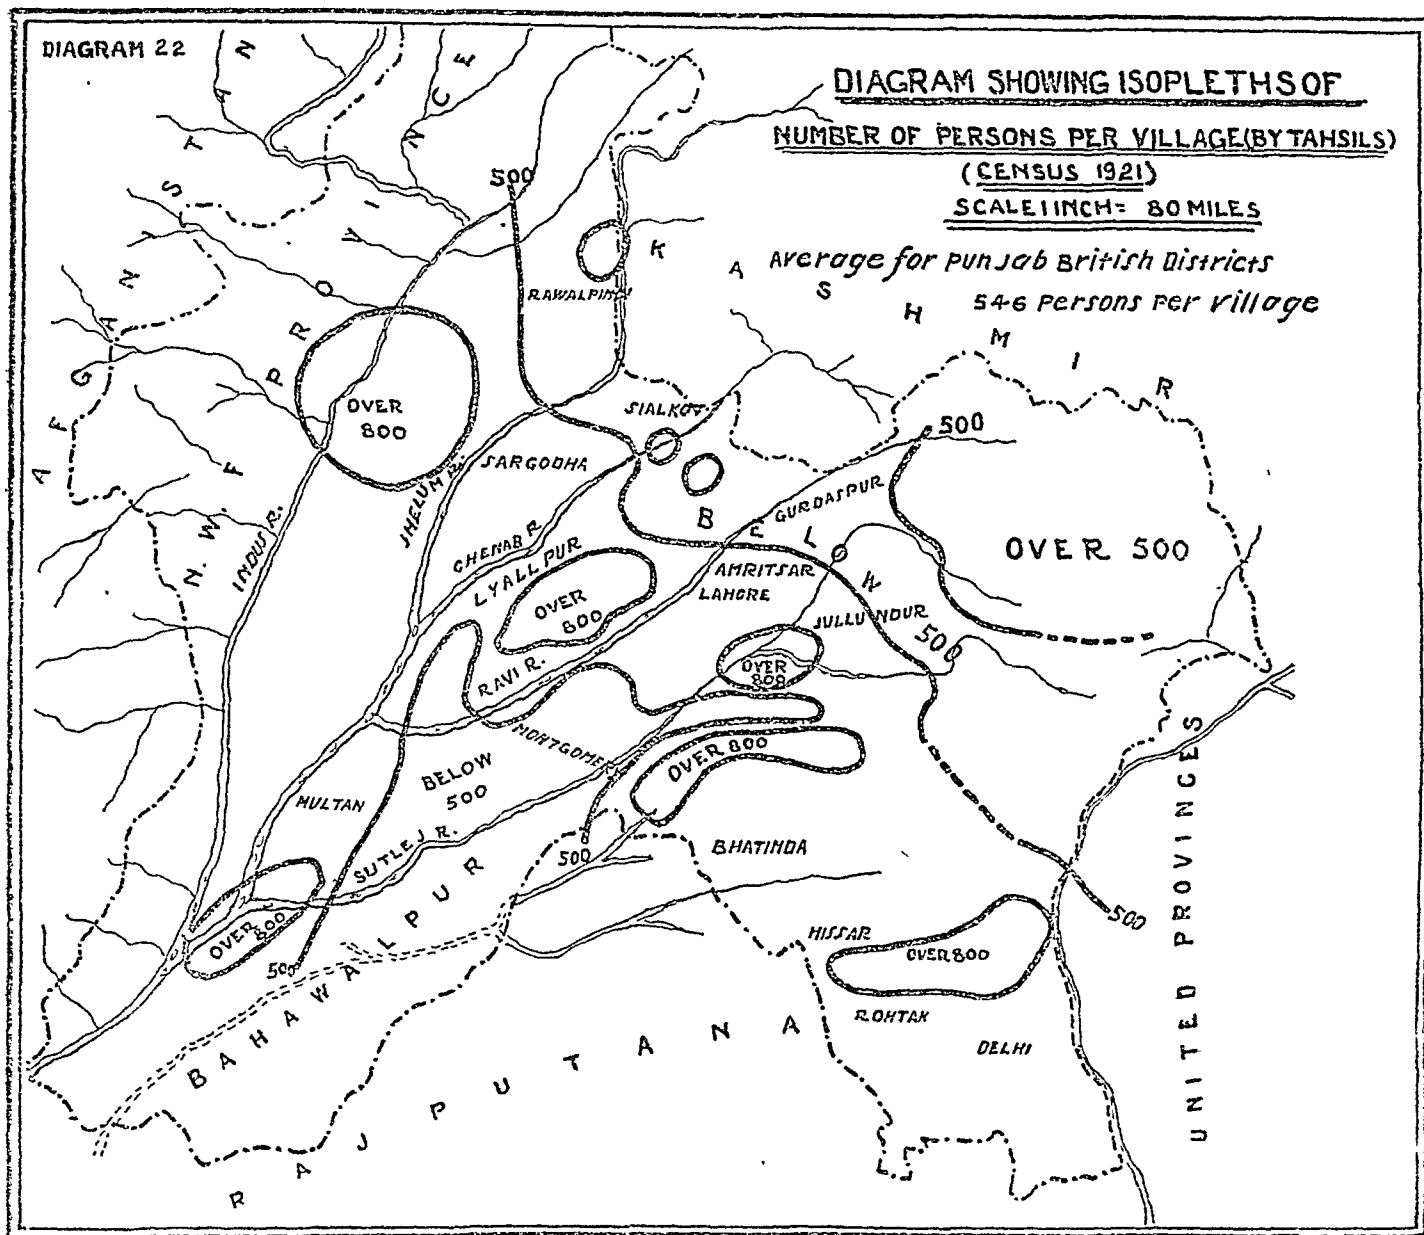 DIAGRAM 22
DIAGRAM SHOWING ISOPLETHS OF
NUMBER OF PERSONS PER VILLAGE (BY TAHSILS)
(CENSUS 1921)
SCALE 1 INCH = 80 MILES
Average for Punjab British Districts
546 Persons Per Village
AFGANISTAN
N. W. F PROVINCE
KASHMIR
500
RAWALPINDI
OVER
800
SIALKOT
500
JHELUM R.
SARGODHA
GURDASPUR
BELW
INDUS R.
CHENAB R
LYALLPUR
OVER 500
OVER
800
AMRITSAR
LAHORE
JULLUNDUR
500
RAVI R.
OVER
800
MONTGOMERY
OVER 800
BELOW
500
MULTAN
SUTLEJ R.
500
BHATINDA
OVER
800
500
500
HISSAR
OVER 800
ROHTAK
DELHI
BAHAWALPUR
RAJPUTANA
UNITED PROVINCES